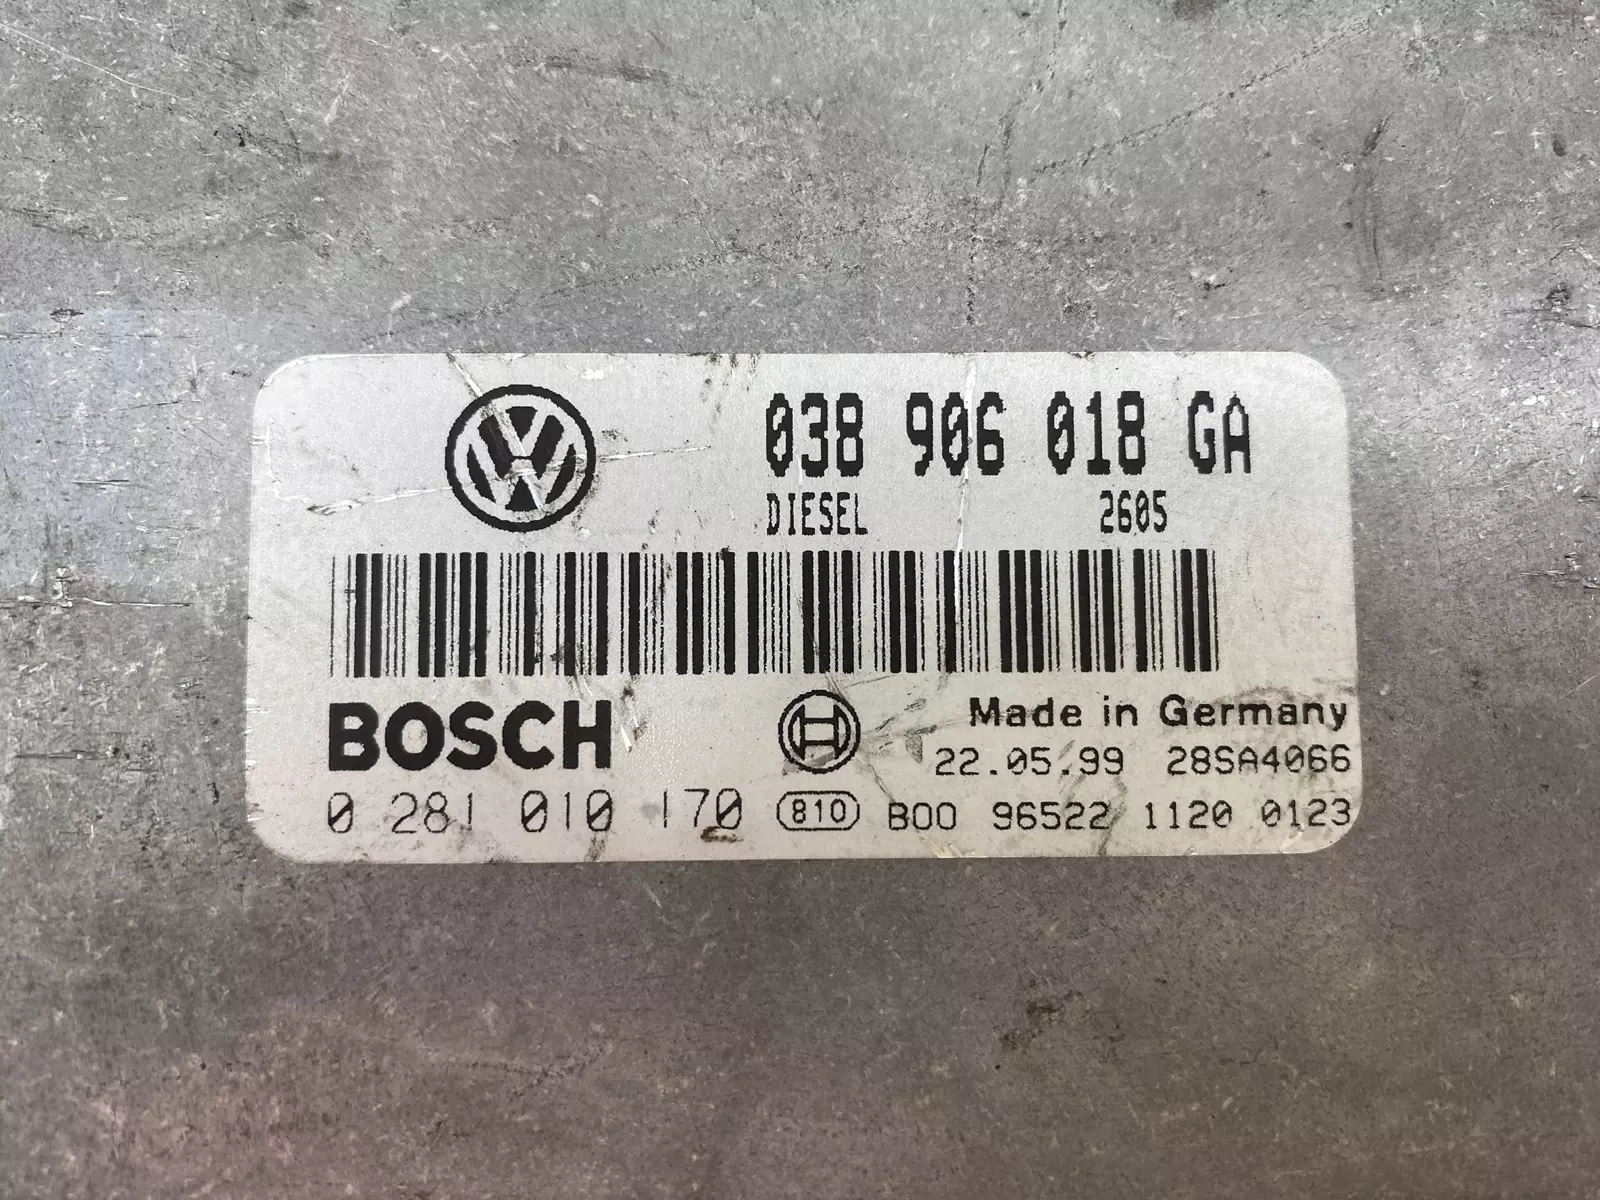 038 906 018 GA
DIESEL 2605
BOSCH
Made in Germany
22.05.99 28SA4066
0 281 010 170 810 B00 96522 1120 0123